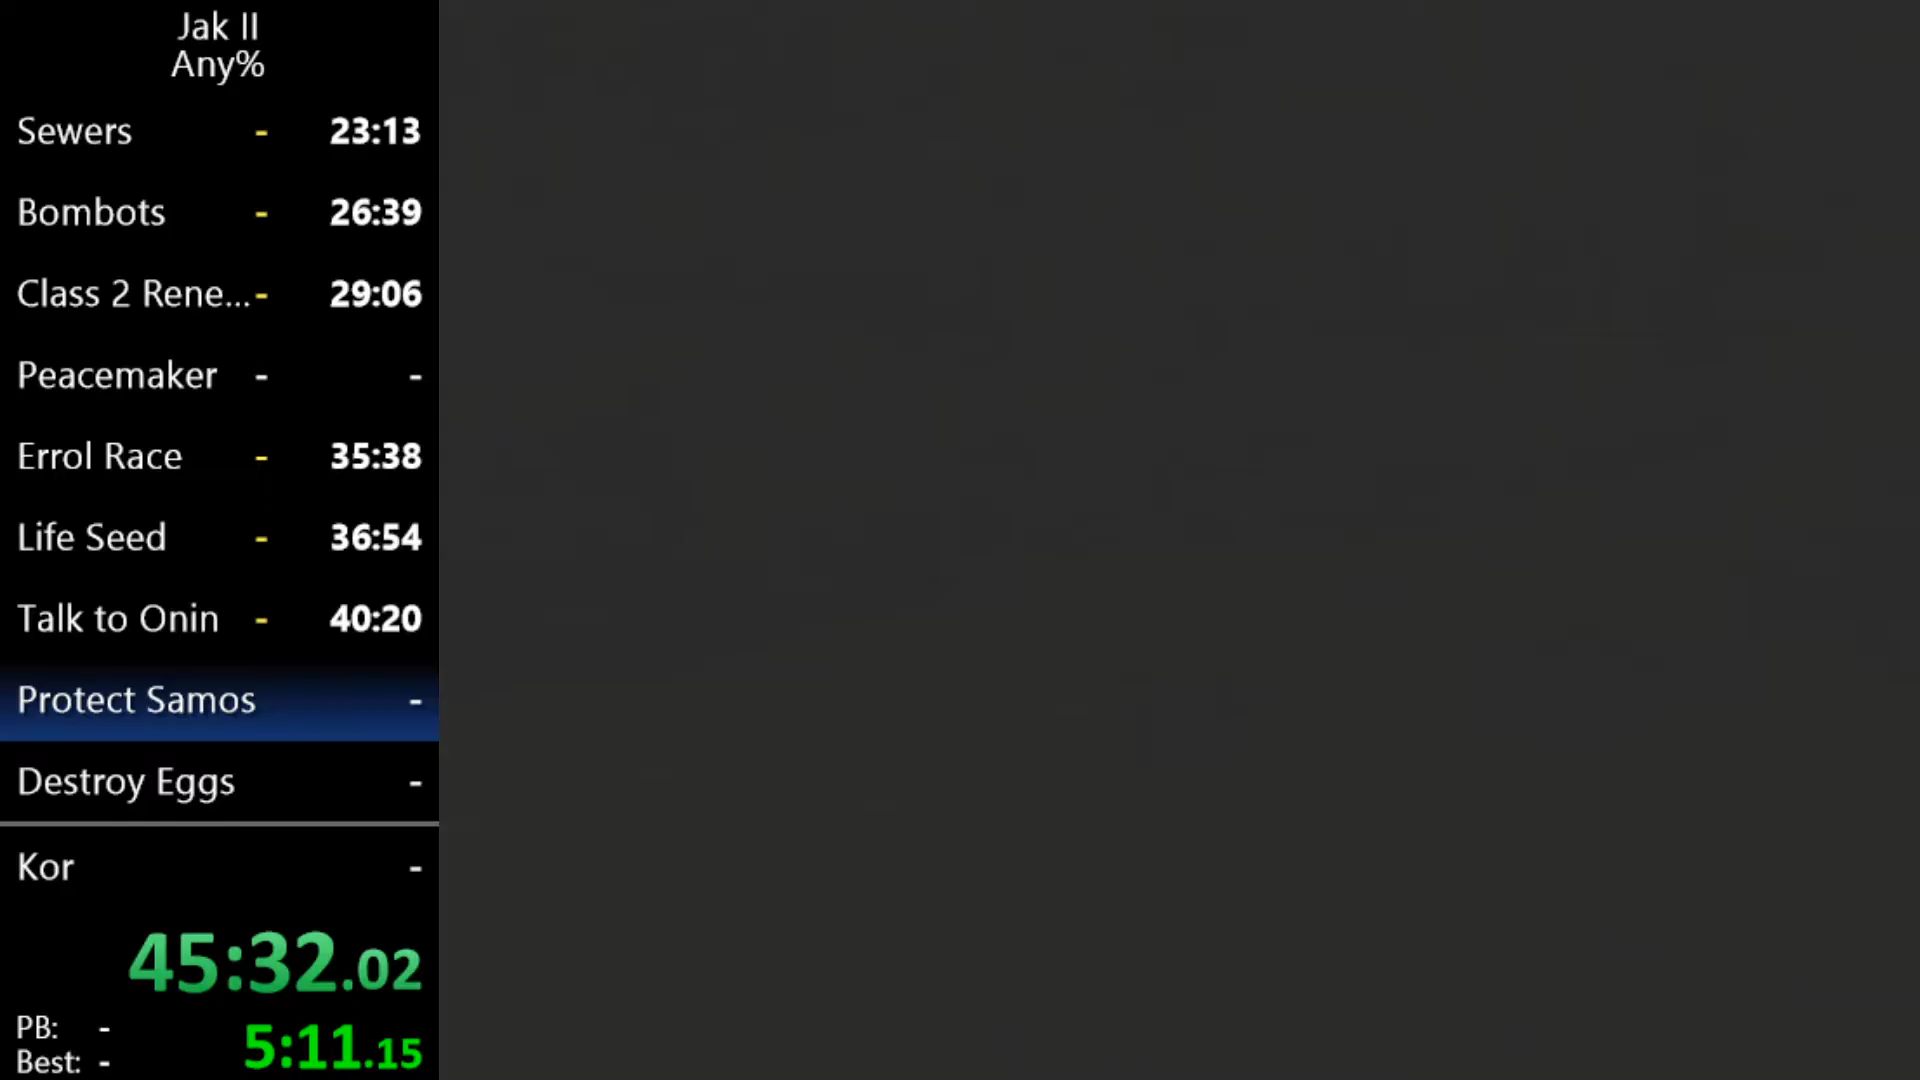 Jak II
Any%
Sewers - 23:13
Bombots - 26:39
Class 2 Rene... - 29:06
Peacemaker - -
Errol Race - 35:38
Life Seed - 36:54
Talk to Onin - 40:20
Protect Samos -
Destroy Eggs -
Kor -
45:32.02
PB: - 5:11.15
Best: -